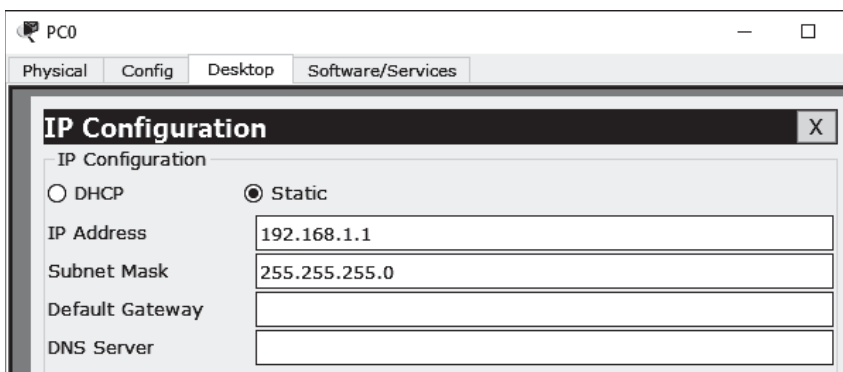 PC0
Physical Config Desktop Software/Services
IP Configuration X
IP Configuration
DHCP Static
IP Address 192.168.1.1
Subnet Mask 255.255.255.0
Default Gateway
DNS Server